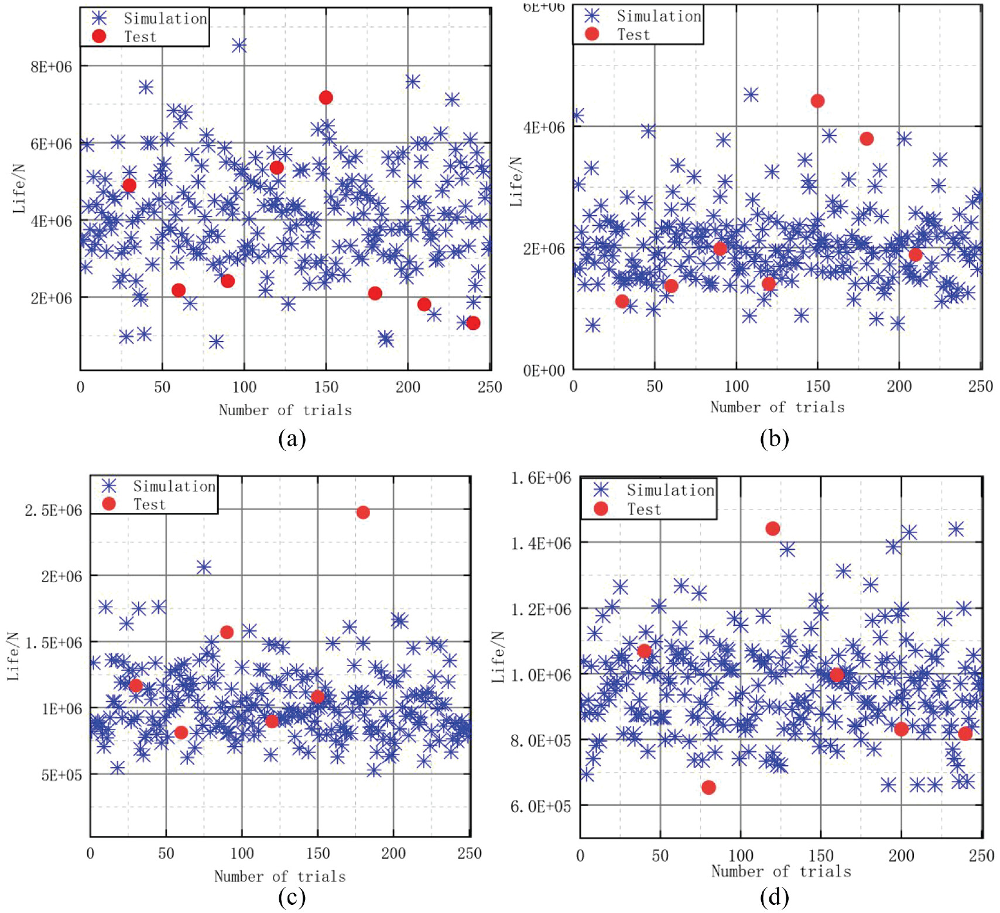 Simulation
Test
8E+06
6E+06
4E+06
2E+06
Life/N
0 50 100 150 200 250
Number of trials
(a)
Simulation
Test
6E+06
4E+06
2E+06
0E+00
Life/N
0 50 100 150 200 250
Number of trials
(b)
Simulation
Test
2.5E+06
2E+06
1.5E+06
1E+06
5E+05
Life/N
0 50 100 150 200 250
Number of trials
(c)
Simulation
Test
1.6E+06
1.4E+06
1.2E+06
1.0E+06
8.0E+05
6.0E+05
Life/N
0 50 100 150 200 250
Number of trials
(d)